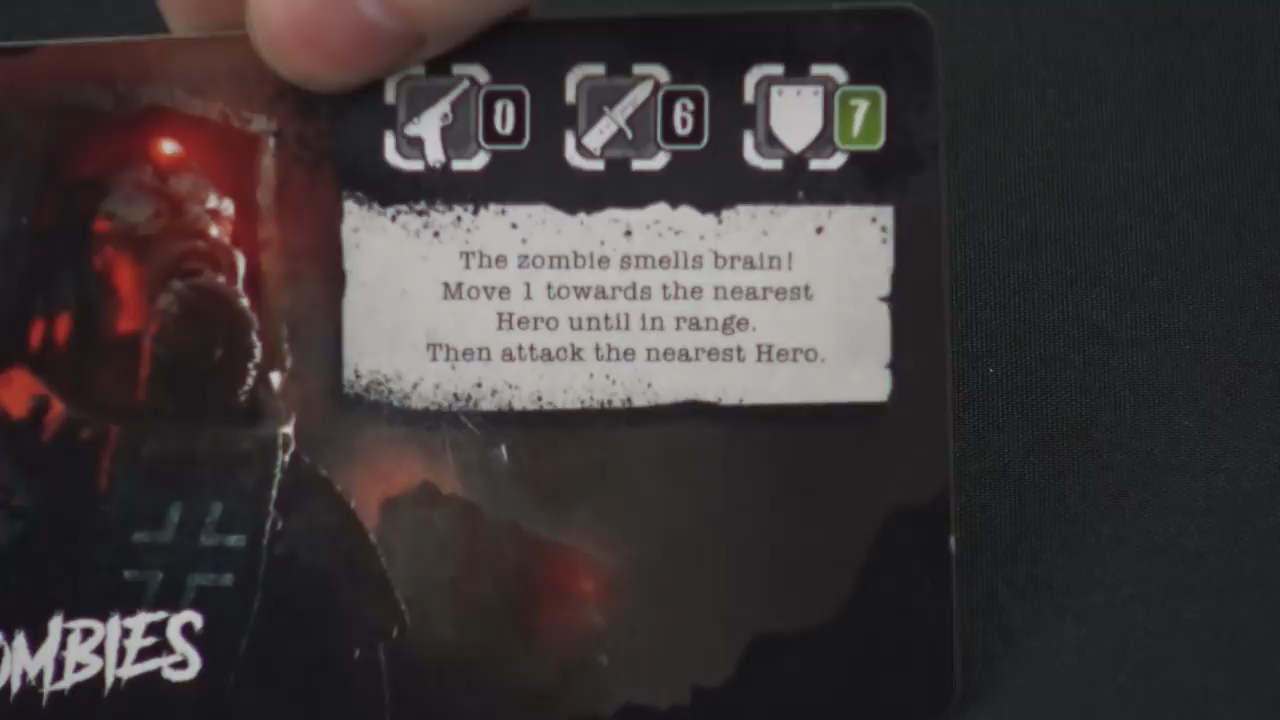 0 6 7
The zombie smells brain!
Move 1 towards the nearest
Hero until in range.
Then attack the nearest Hero.
OMBIES